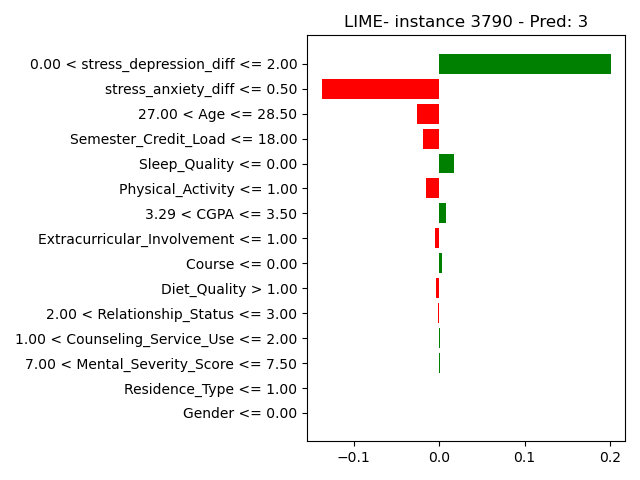 LIME- instance 3790 - Pred: 3
0.00 < stress_depression_diff <= 2.00
stress_anxiety_diff <= 0.50
27.00 < Age <= 28.50
Semester_Credit_Load <= 18.00
Sleep_Quality <= 0.00
Physical_Activity <= 1.00
3.29 < CGPA <= 3.50
Extracurricular_Involvement <= 1.00
Course <= 0.00
Diet_Quality > 1.00
2.00 < Relationship_Status <= 3.00
1.00 < Counseling_Service_Use <= 2.00
7.00 < Mental_Severity_Score <= 7.50
Residence_Type <= 1.00
Gender <= 0.00
−0.1 0.0 0.1 0.2